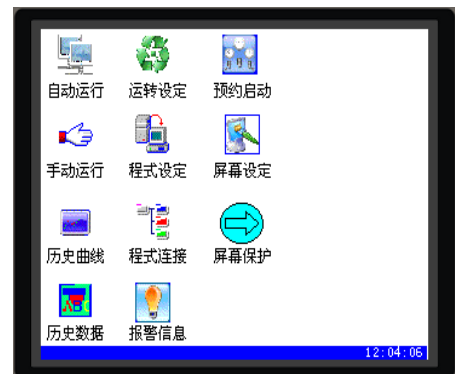 自动运行 运转设定 预约启动
手动运行 程式设定 屏幕设定
历史曲线 程式连接 屏幕保护
ABC
历史数据 报警信息
12:04:06